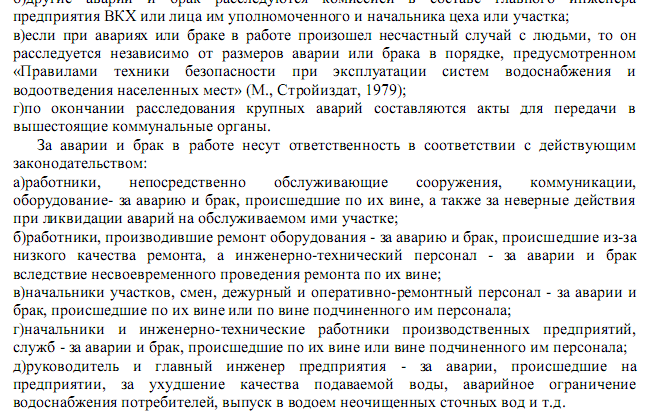 б)другие аварии и брак расследуются комиссией в составе главного инженера
предприятия ВКХ или лица им уполномоченного и начальника цеха или участка;
в)если при авариях или браке в работе произошел несчастный случай с людьми, то он
расследуется независимо от размеров аварии или брака в порядке, предусмотренном
«Правилами техники безопасности при эксплуатации систем водоснабжения и
водоотведения населенных мест» (М., Стройиздат, 1979);
г)по окончании расследования крупных аварий составляются акты для передачи в
вышестоящие коммунальные органы.
За аварии и брак в работе несут ответственность в соответствии с действующим
законодательством:
а)работники, непосредственно обслуживающие сооружения, коммуникации,
оборудование- за аварию и брак, происшедшие по их вине, а также за неверные действия
при ликвидации аварий на обслуживаемом ими участке;
б)работники, производившие ремонт оборудования - за аварию и брак, происшедшие из-за
низкого качества ремонта, а инженерно-технический персонал - за аварии и брак
вследствие несвоевременного проведения ремонта по их вине;
в)начальники участков, смен, дежурный и оперативно-ремонтный персонал - за аварии и
брак, происшедшие по их вине или по вине подчиненного им персонала;
г)начальники и инженерно-технические работники производственных предприятий,
служб - за аварии и брак, происшедшие по их вине или вине подчиненного им персонала;
д)руководитель и главный инженер предприятия - за аварии, происшедшие на
предприятии, за ухудшение качества подаваемой воды, аварийное ограничение
водоснабжения потребителей, выпуск в водоем неочищенных сточных вод и т.д.